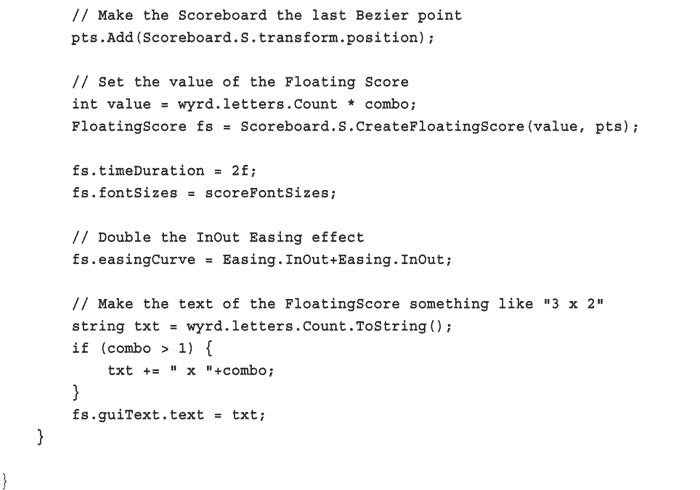 // Make the Scoreboard the last Bezier point
pts.Add(Scoreboard.S.transform.position);
// Set the value of the Floating Score
int value = wyrd.letters.Count * combo;
FloatingScore fs = Scoreboard.S.CreateFloatingScore(value, pts);
fs.timeDuration = 2f;
fs.fontSizes = scoreFontSizes;
// Double the InOut Easing effect
fs.easingCurve = Easing.InOut+Easing.InOut;
// Make the text of the FloatingScore something like "3 x 2"
string txt = wyrd.letters.Count.ToString();
if (combo > 1) {
txt += " x "+combo;
}
fs.guiText.text = txt;
}
}